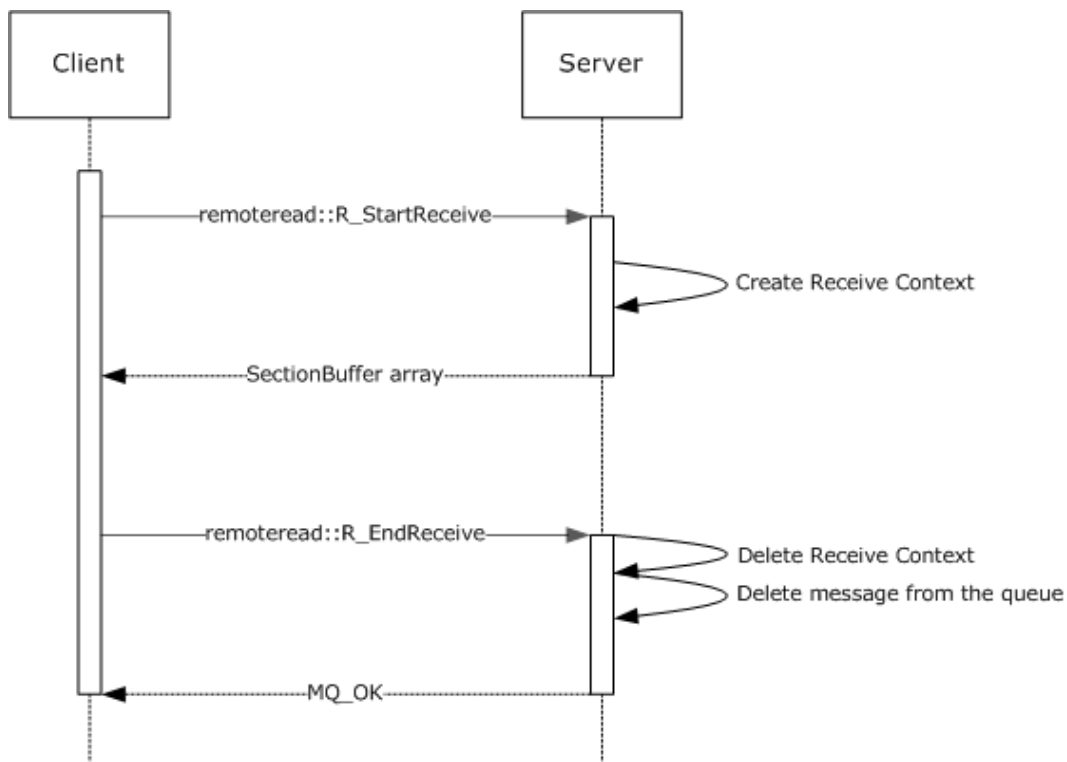 Client
Server
remoteread::R_StartReceive
Create Receive Context
SectionBuffer array
remoteread::R_EndReceive
Delete Receive Context
Delete message from the queue
MQ_OK